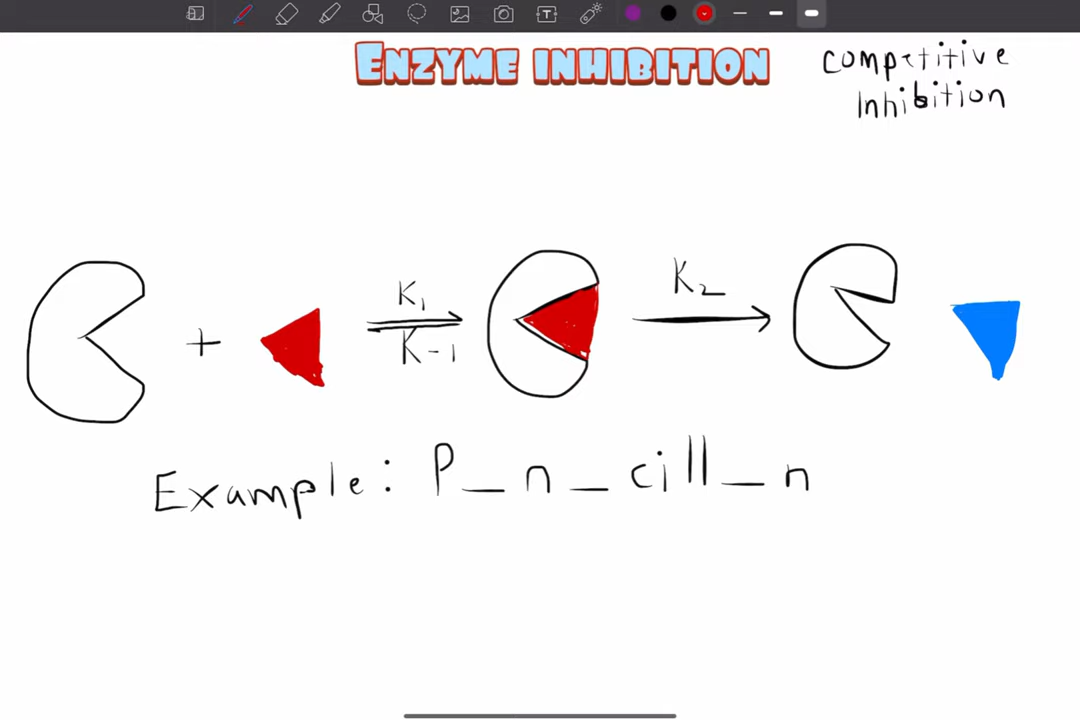 ENZYME INHIBITION
competitive
Inhibition
K1
K-1
K2
+
Example: P_n_cill_n